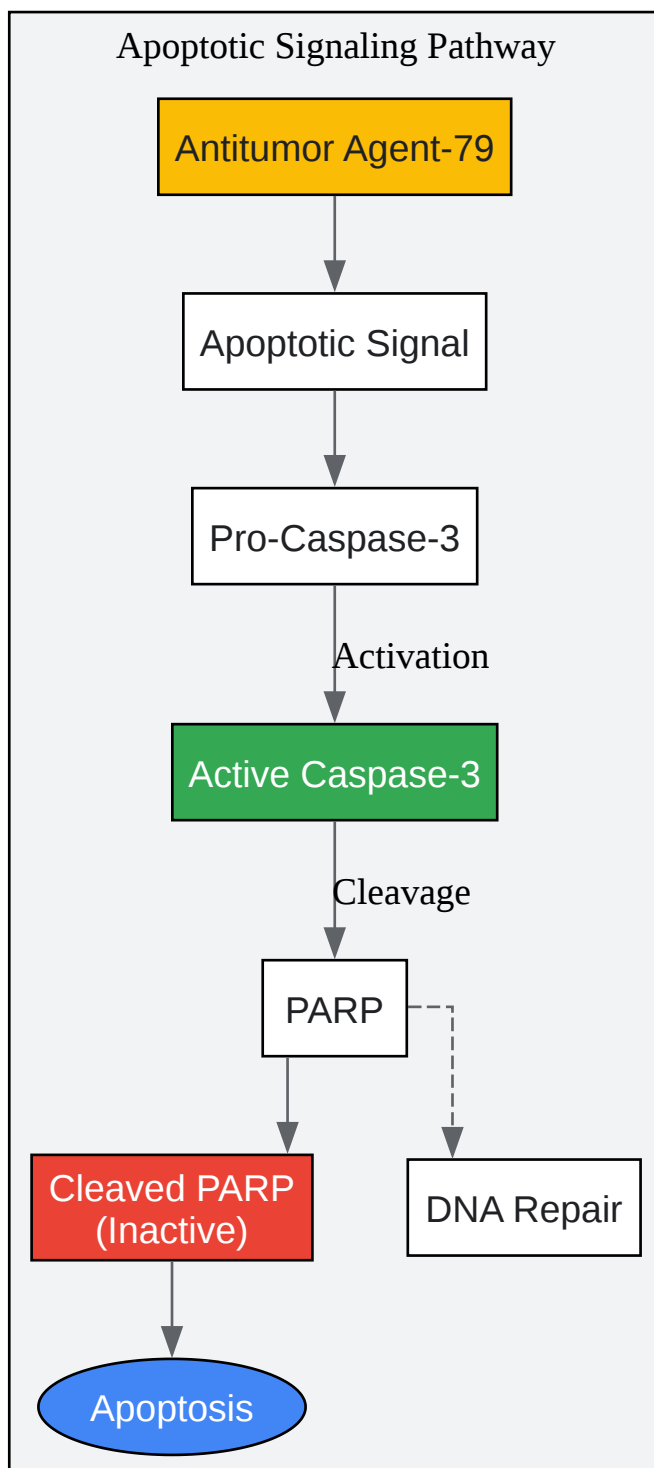 Apoptotic Signaling Pathway
Antitumor Agent-79
Apoptotic Signal
Pro-Caspase-3
Activation
Active Caspase-3
Cleavage
PARP
Cleaved PARP
(Inactive)
DNA Repair
Apoptosis